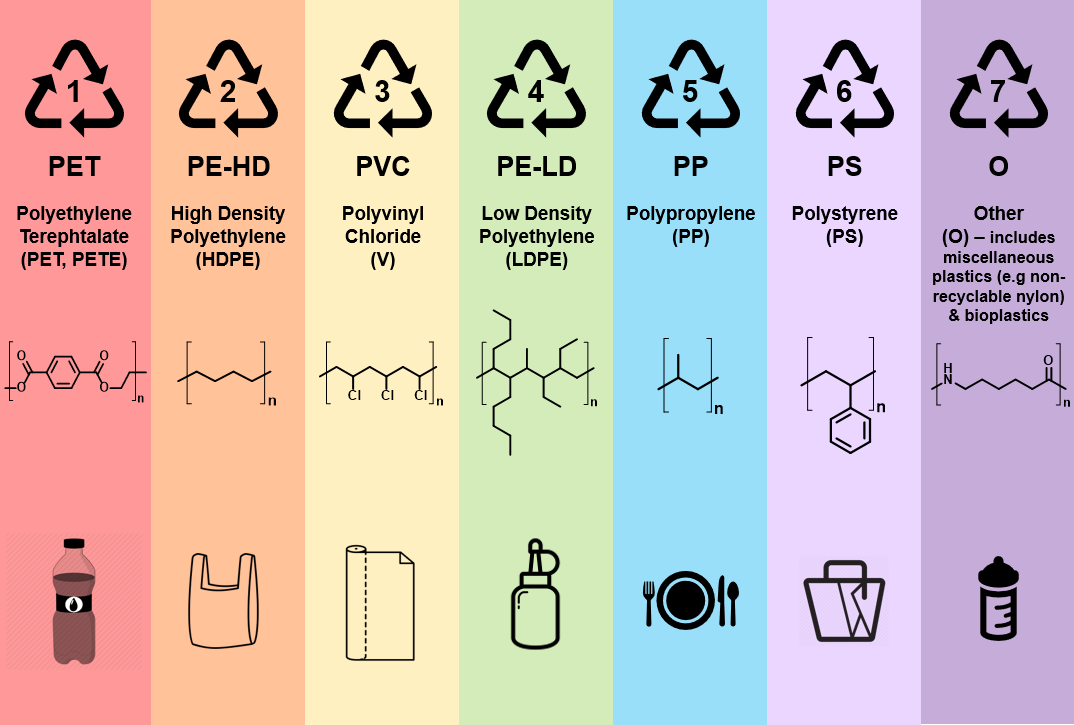 1
PET
Polyethylene
Terephtalate
(PET, PETE)
O
O
O
O
n
2
PE-HD
High Density
Polyethylene
(HDPE)
n
3
PVC
Polyvinyl
Chloride
(V)
Cl
Cl
Cl
n
4
PE-LD
Low Density
Polyethylene
(LDPE)
n
5
PP
Polypropylene
(PP)
n
6
PS
Polystyrene
(PS)
n
7
O
Other
(O) – includes
miscellaneous
plastics (e.g non-
recyclable nylon)
& bioplastics
H
N
O
n